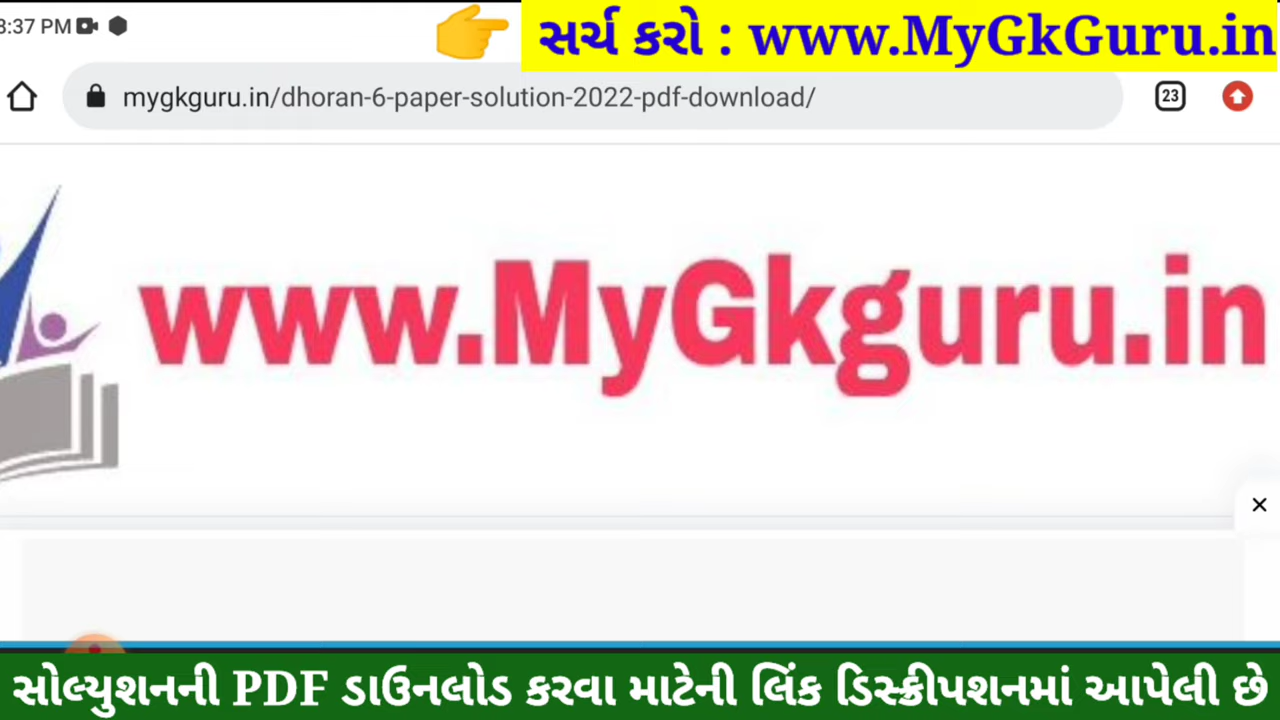 8:37 PM
સર્ચ કરો : www.MyGkGuru.in
mygkguru.in/dhoran-6-paper-solution-2022-pdf-download/
23
www.MyGkguru.in
સોલ્યુશનની PDF ડાઉનલોડ કરવા માટેની લિંક ડિસ્ક્રીપશનમાં આપેલી છે